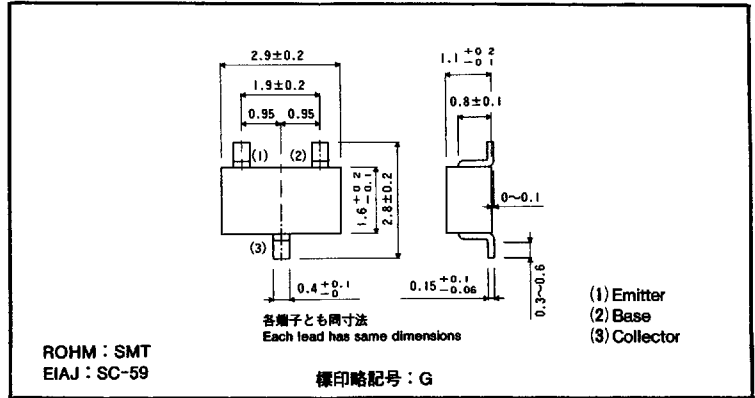 2.9±0.2
1.9±0.2
0.95 0.95
(1) (2)
(3)
1.6 +0.2 −0.1
2.8±0.2
0.4 +0.1 −0
各端子とも同寸法
Each lead has same dimensions
1.1 +0.2 −0.1
0.8±0.1
0~0.1
0.15 +0.1 −0.06
0.3~0.6
(1) Emitter
(2) Base
(3) Collector
ROHM : SMT
EIAJ : SC-59
標印略記号 : G